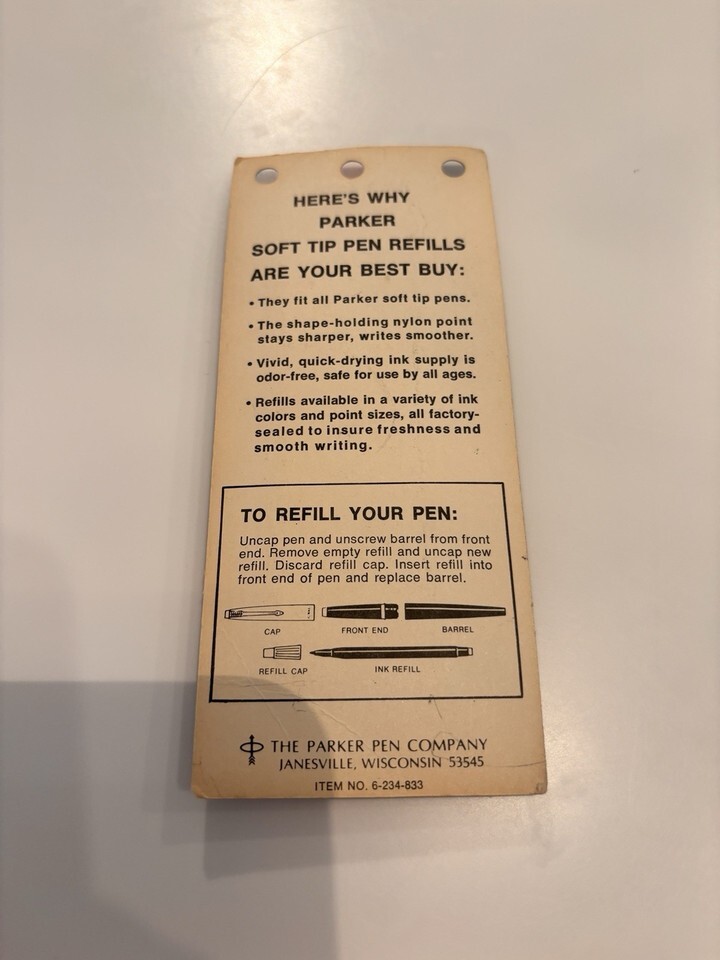 HERE'S WHY
PARKER
SOFT TIP PEN REFILLS
ARE YOUR BEST BUY:
• They fit all Parker soft tip pens.
• The shape-holding nylon point
stays sharper, writes smoother.
• Vivid, quick-drying ink supply is
odor-free, safe for use by all ages.
• Refills available in a variety of ink
colors and point sizes, all factory-
sealed to insure freshness and
smooth writing.
TO REFILL YOUR PEN:
Uncap pen and unscrew barrel from front
end. Remove empty refill and uncap new
refill. Discard refill cap. Insert refill into
front end of pen and replace barrel.
CAP FRONT END BARREL
REFILL CAP INK REFILL
THE PARKER PEN COMPANY
JANESVILLE, WISCONSIN 53545
ITEM NO. 6-234-833